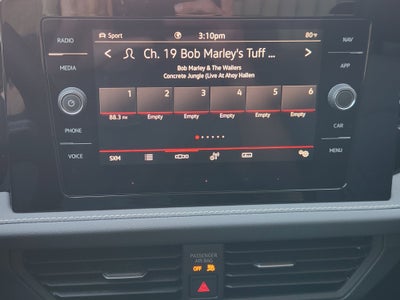 RADIO
MEDIA
PHONE
VOICE
NAV
APP
CAR
MENU
Sport 3:10pm 80°F
< Ch. 19 Bob Marley's Tuff ... >
Bob Marley & The Wailers
Concrete Jungle (Live At Ahoy Hallen
1 2 3 4 5 6
88.3 FM Empty Empty Empty Empty Empty
SXM
PASSENGER
AIR BAG
OFF